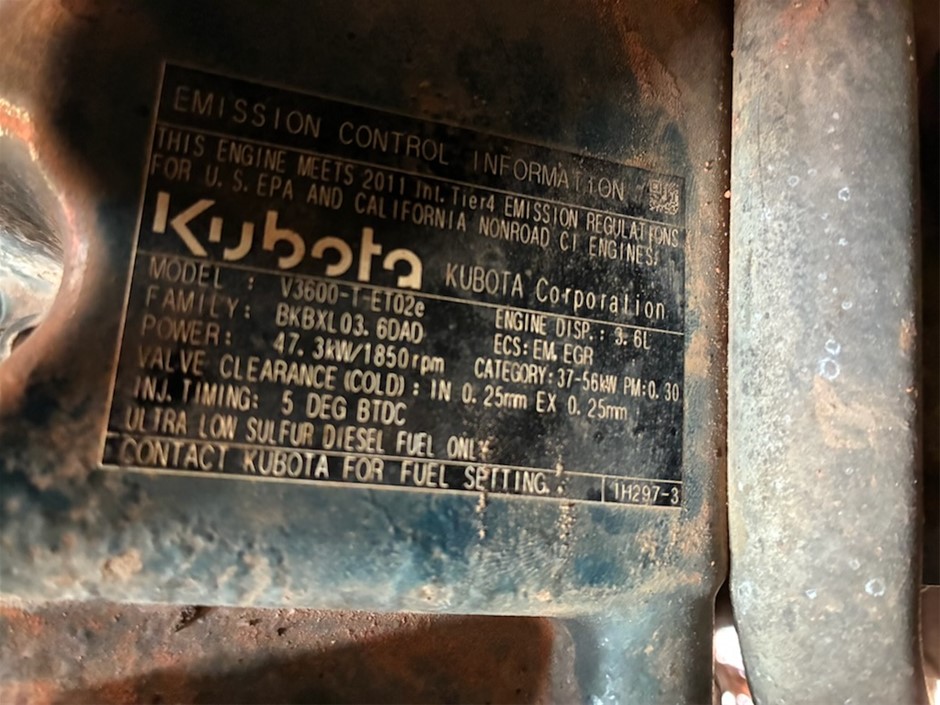 EMISSION CONTROL INFORMATION
THIS ENGINE MEETS 2011 Int. Tier4 EMISSION REGULATIONS
FOR U.S. EPA AND CALIFORNIA NONROAD CI ENGINES.
Kubota KUBOTA Corporation
MODEL : V3600-T-ET02e ENGINE DISP.: 3.6L
FAMILY: BKBXL03.6DAD ECS: EM, EGR
POWER: 47.3kW/1850rpm CATEGORY: 37-56kW PM: 0.30
VALVE CLEARANCE (COLD) : IN 0.25mm EX 0.25mm
INJ. TIMING: 5 DEG BTDC
ULTRA LOW SULFUR DIESEL FUEL ONLY
CONTACT KUBOTA FOR FUEL SETTING. 1H297-3